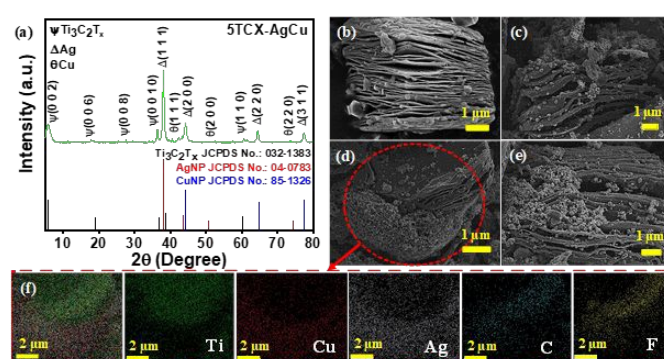 (a)
ΨTi₃C₂Tₓ
ΔAg
θCu
5TCX-AgCu
Intensity (a.u.)
Ψ(0 0 2)
Ψ(0 0 6)
Ψ(0 0 8)
Ψ(0 0 1 0)
Δ(1 1 1)
θ(1 1 1)
Δ(2 0 0)
θ(2 0 0)
Ψ(1 1 0)
Δ(2 2 0)
θ(2 2 0)
Δ(3 1 1)
Ti₃C₂Tₓ JCPDS No.: 032-1383
AgNP JCPDS No.: 04-0783
CuNP JCPDS No.: 85-1326
10 20 30 40 50 60 70 80
2θ (Degree)
(b)
1 μm
(c)
1 μm
(d)
1 μm
(e)
1 μm
(f)
2 μm
2 μm
Ti
2 μm
Cu
2 μm
Ag
2 μm
C
2 μm
F